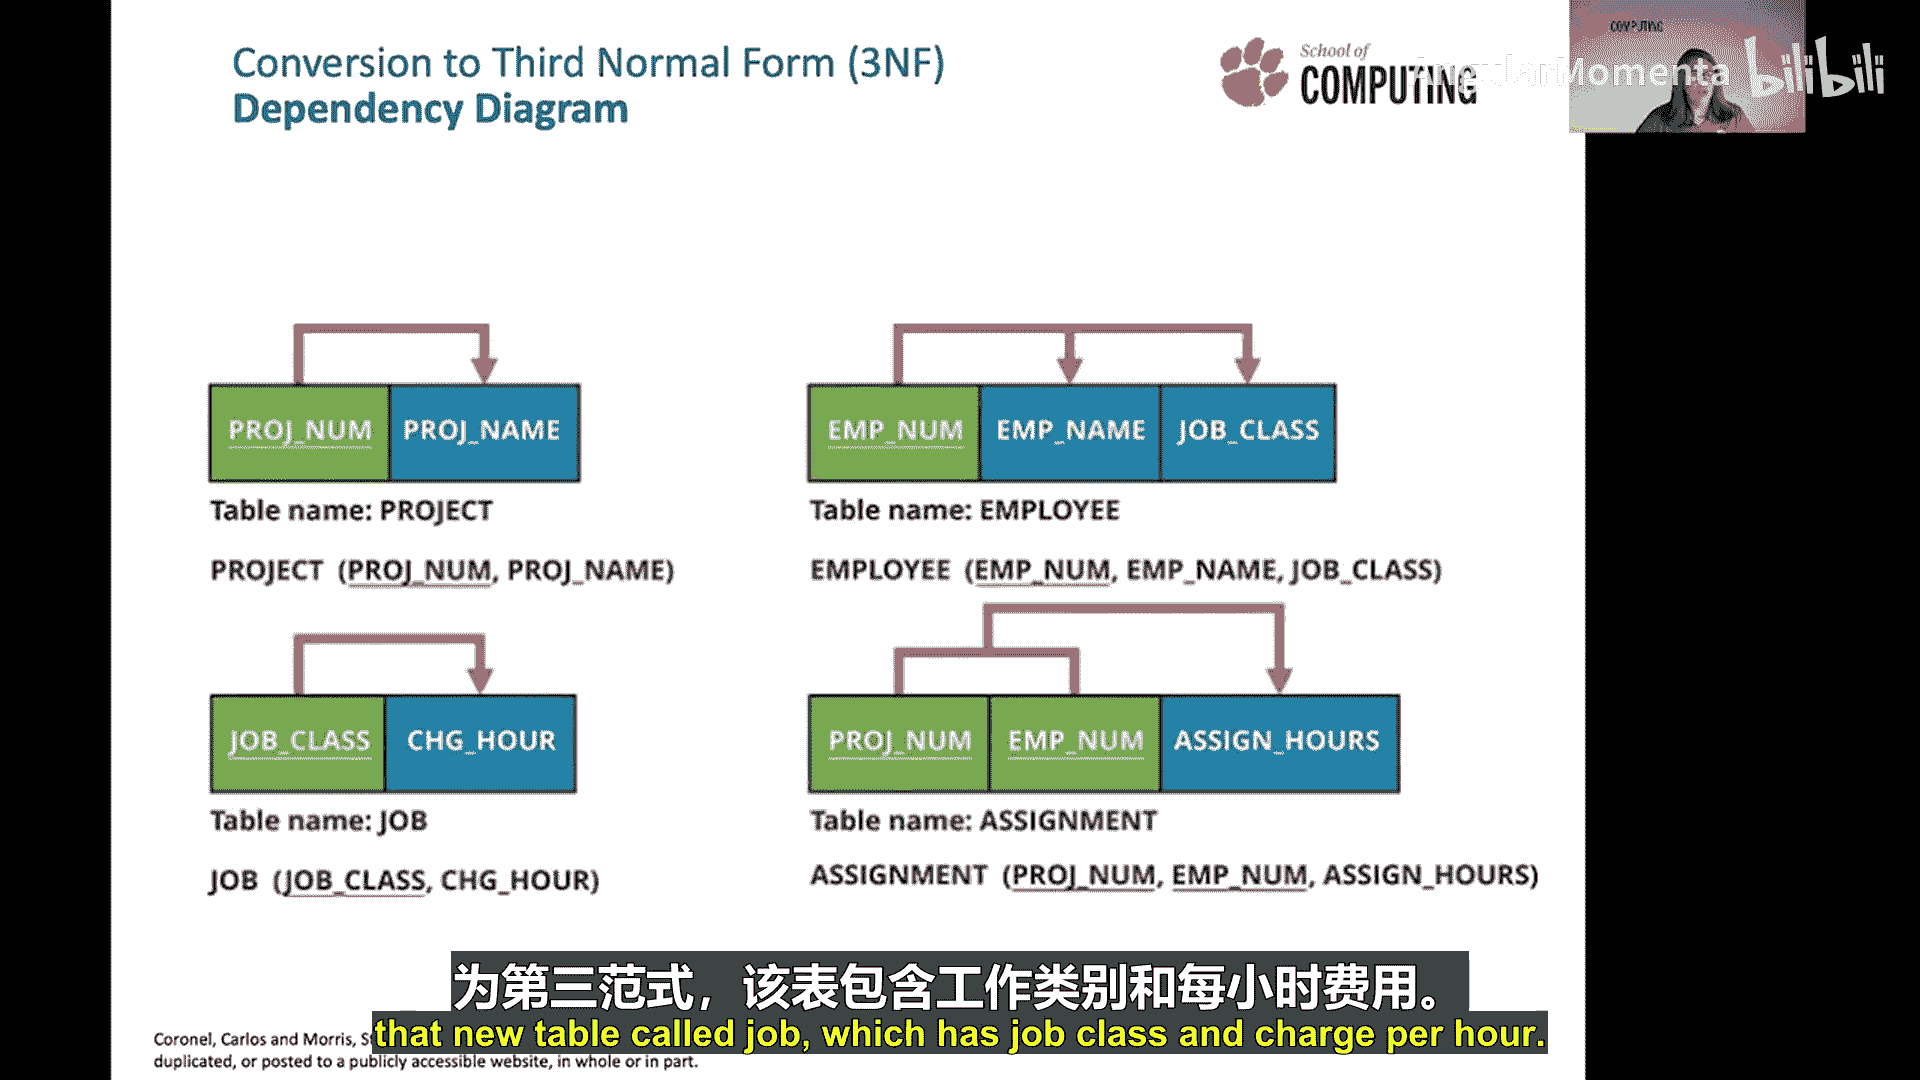 Conversion to Third Normal Form (3NF)
Dependency Diagram
School of
COMPUTING
COMPUTING
AngularMomenta
bilibili
PROJ_NUM PROJ_NAME
Table name: PROJECT
PROJECT (PROJ_NUM, PROJ_NAME)
EMP_NUM EMP_NAME JOB_CLASS
Table name: EMPLOYEE
EMPLOYEE (EMP_NUM, EMP_NAME, JOB_CLASS)
JOB_CLASS CHG_HOUR
Table name: JOB
JOB (JOB_CLASS, CHG_HOUR)
PROJ_NUM EMP_NUM ASSIGN_HOURS
Table name: ASSIGNMENT
ASSIGNMENT (PROJ_NUM, EMP_NUM, ASSIGN_HOURS)
为第三范式，该表包含工作类别和每小时费用。
that new table called job, which has job class and charge per hour.
Coronel, Carlos and Morris,
duplicated, or posted to a publicly accessible website, in whole or in part.